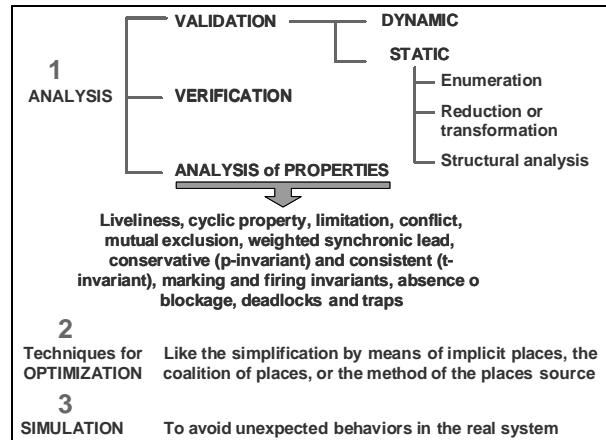 VALIDATION
DYNAMIC
STATIC
Enumeration
Reduction or
transformation
Structural analysis
1
ANALYSIS
VERIFICATION
ANALYSIS of PROPERTIES
Liveliness, cyclic property, limitation, conflict,
mutual exclusion, weighted synchronic lead,
conservative (p-invariant) and consistent (t-
invariant), marking and firing invariants, absence o
blockage, deadlocks and traps
2
Techniques for
OPTIMIZATION
Like the simplification by means of implicit places, the
coalition of places, or the method of the places source
3
SIMULATION
To avoid unexpected behaviors in the real system